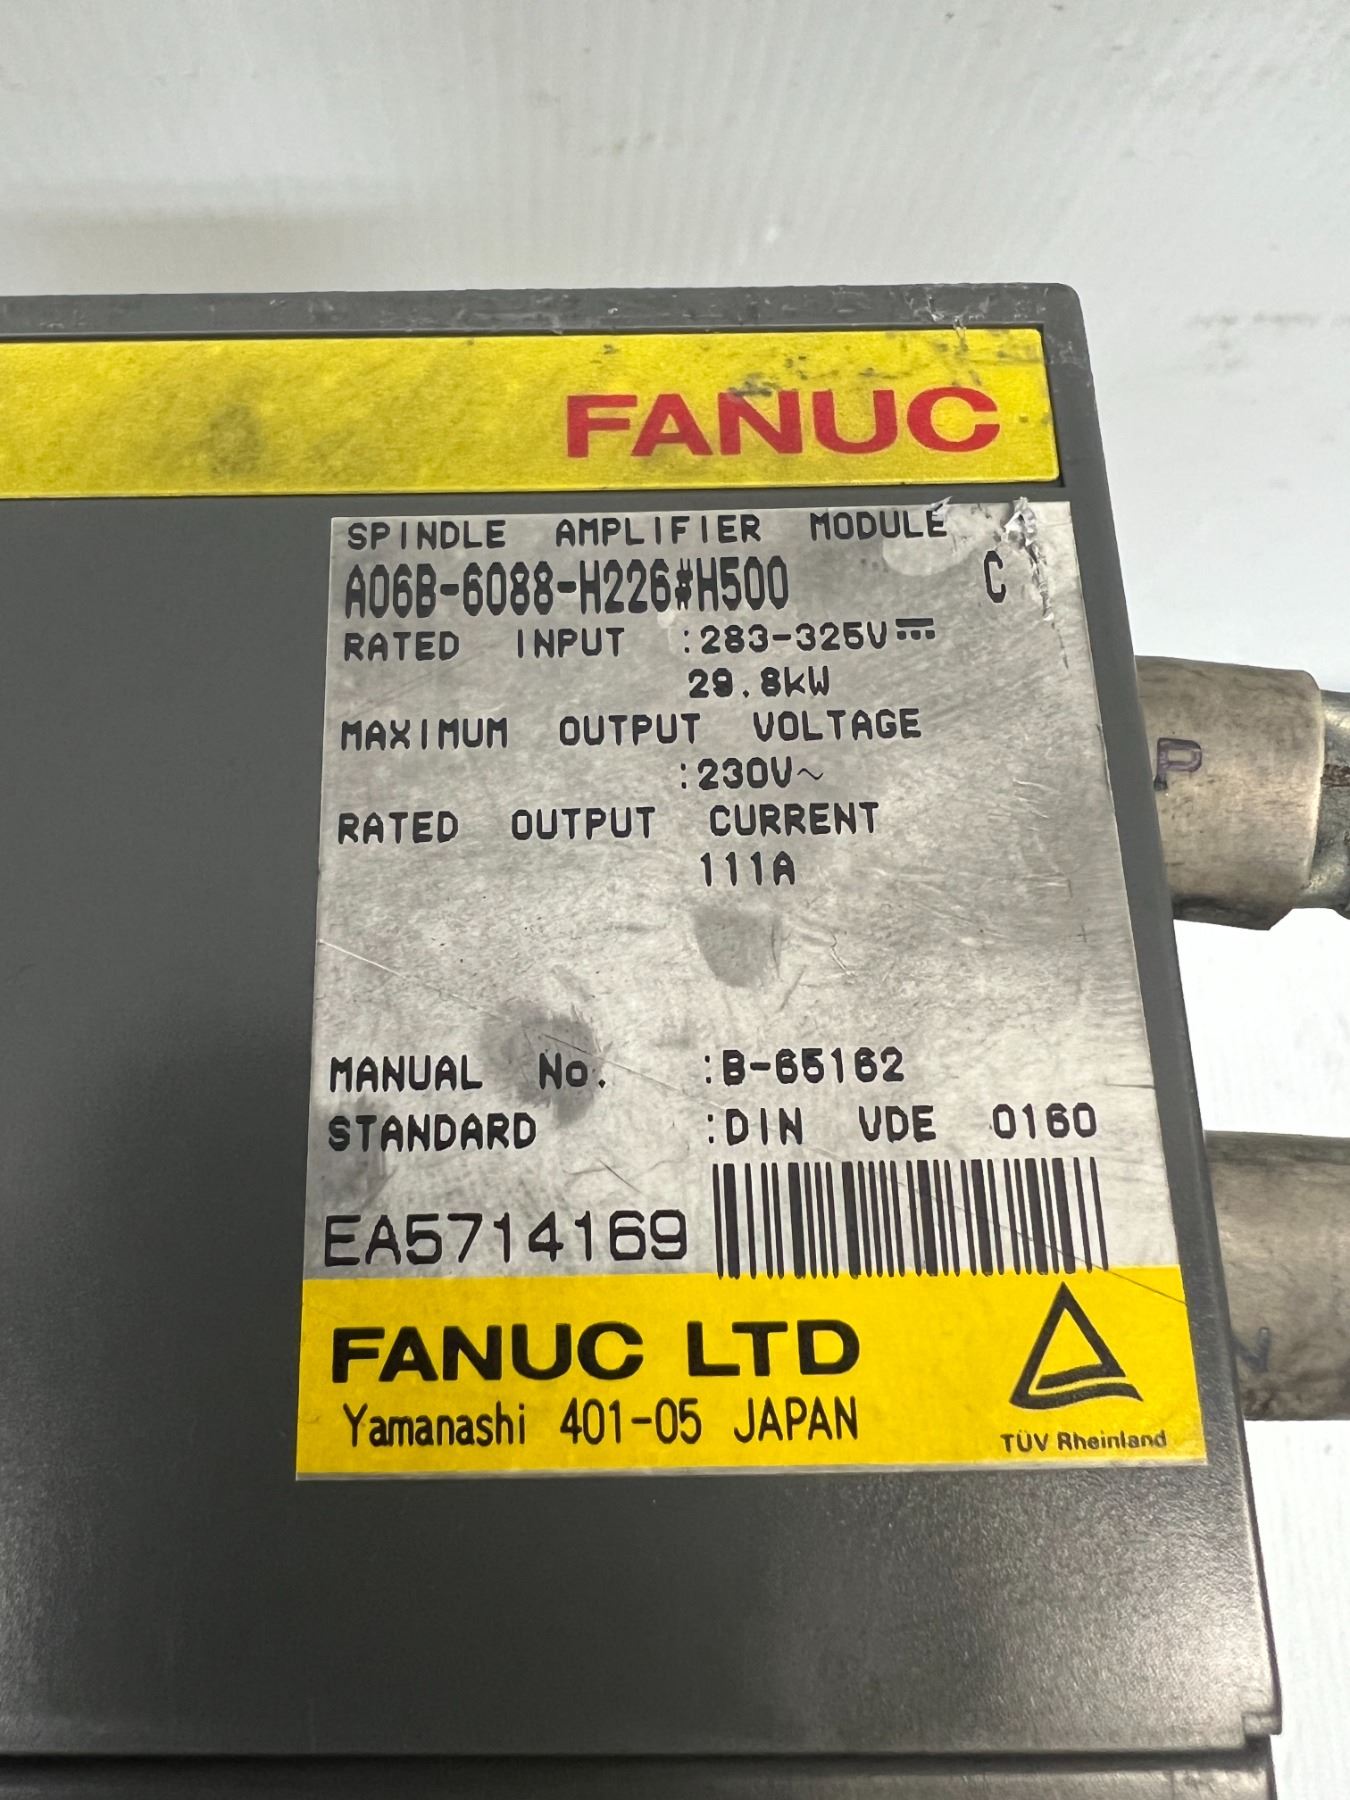 FANUC
SPINDLE AMPLIFIER MODULE
A06B-6088-H226#H500 C
RATED INPUT :283-325V⎓
29.8kW
MAXIMUM OUTPUT VOLTAGE
:230V~
RATED OUTPUT CURRENT
111A
MANUAL No. :B-65162
STANDARD :DIN VDE 0160
EA5714169
FANUC LTD
Yamanashi 401-05 JAPAN
TÜV Rheinland
P